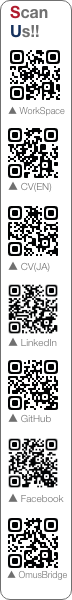 Scan
Us!!
▲ WorkSpace
▲ CV(EN)
▲ CV(JA)
▲ LinkedIn
▲ GitHub
▲ Facebook
▲ OmusBridge